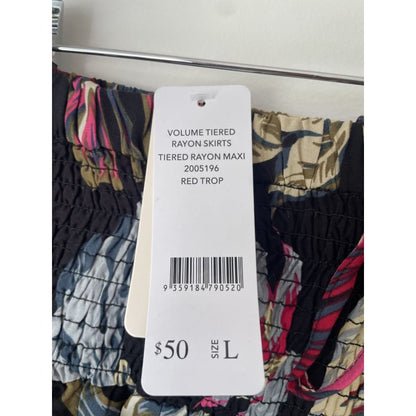 VOLUME TIERED
RAYON SKIRTS
TIERED RAYON MAXI
2005196
RED TROP
9 359184 790520
$50 SIZE L